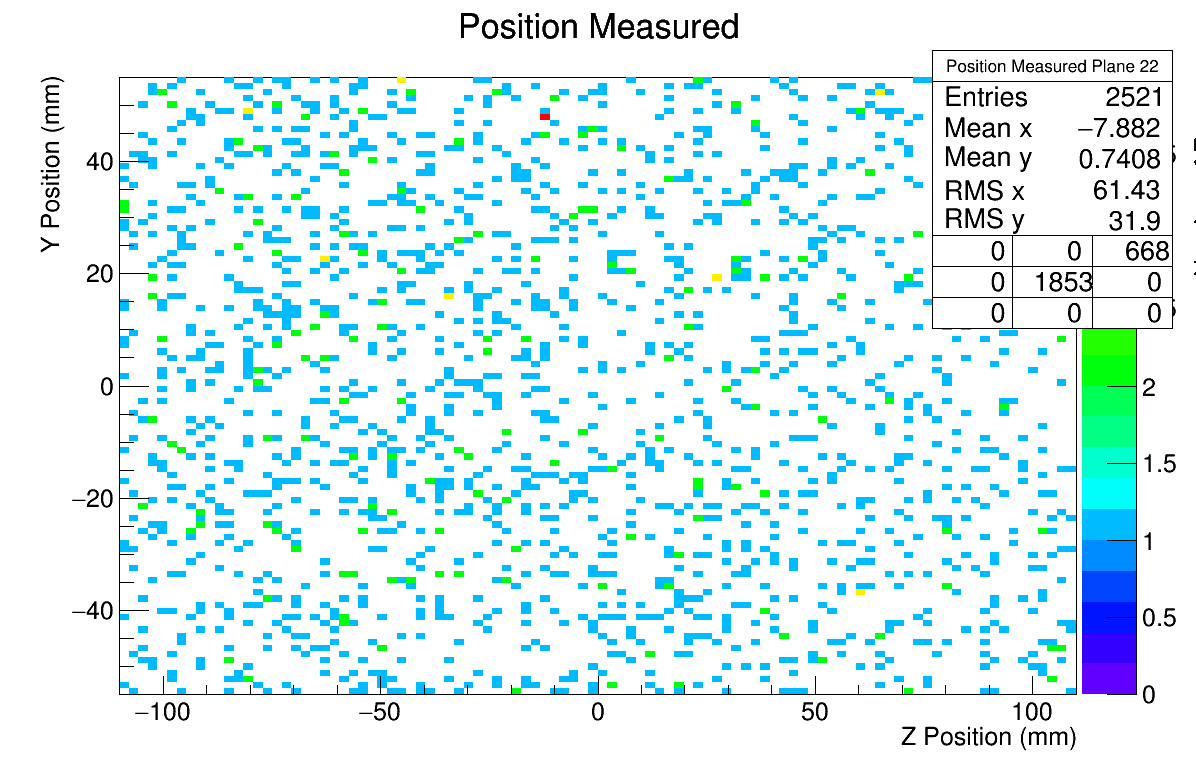 Position Measured
Position Measured Plane 22
Entries 2521
Mean x −7.882
Mean y 0.7408
RMS x 61.43
RMS y 31.9
0 0 668
0 1853 0
0 0 0
Y Position (mm)
40
20
0
−20
−40
2
1.5
1
0.5
0
−100 −50 0 50 100
Z Position (mm)